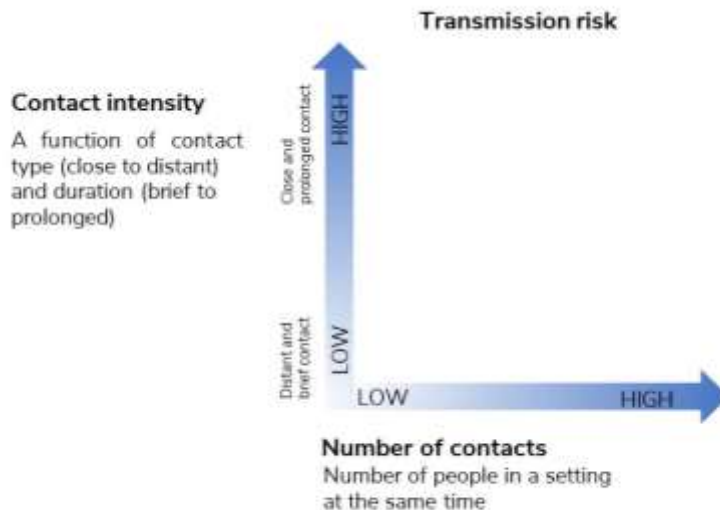 Transmission risk
Contact intensity
A function of contact
type (close to distant)
and duration (brief to
prolonged)
Close and
prolonged contact
HIGH
Distant and
brief contact
LOW
LOW
HIGH
Number of contacts
Number of people in a setting
at the same time